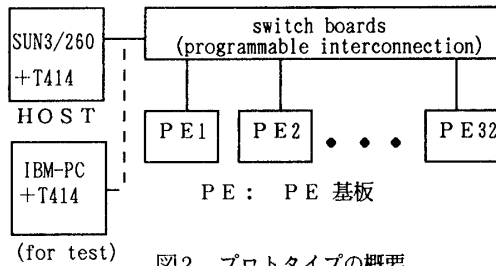 SUN3/260
+T414
HOST
switch boards
(programmable interconnection)
PE1
PE2
PE32
IBM-PC
+T414
(for test)
PE: PE 基板
図2 プロトタイプの概要